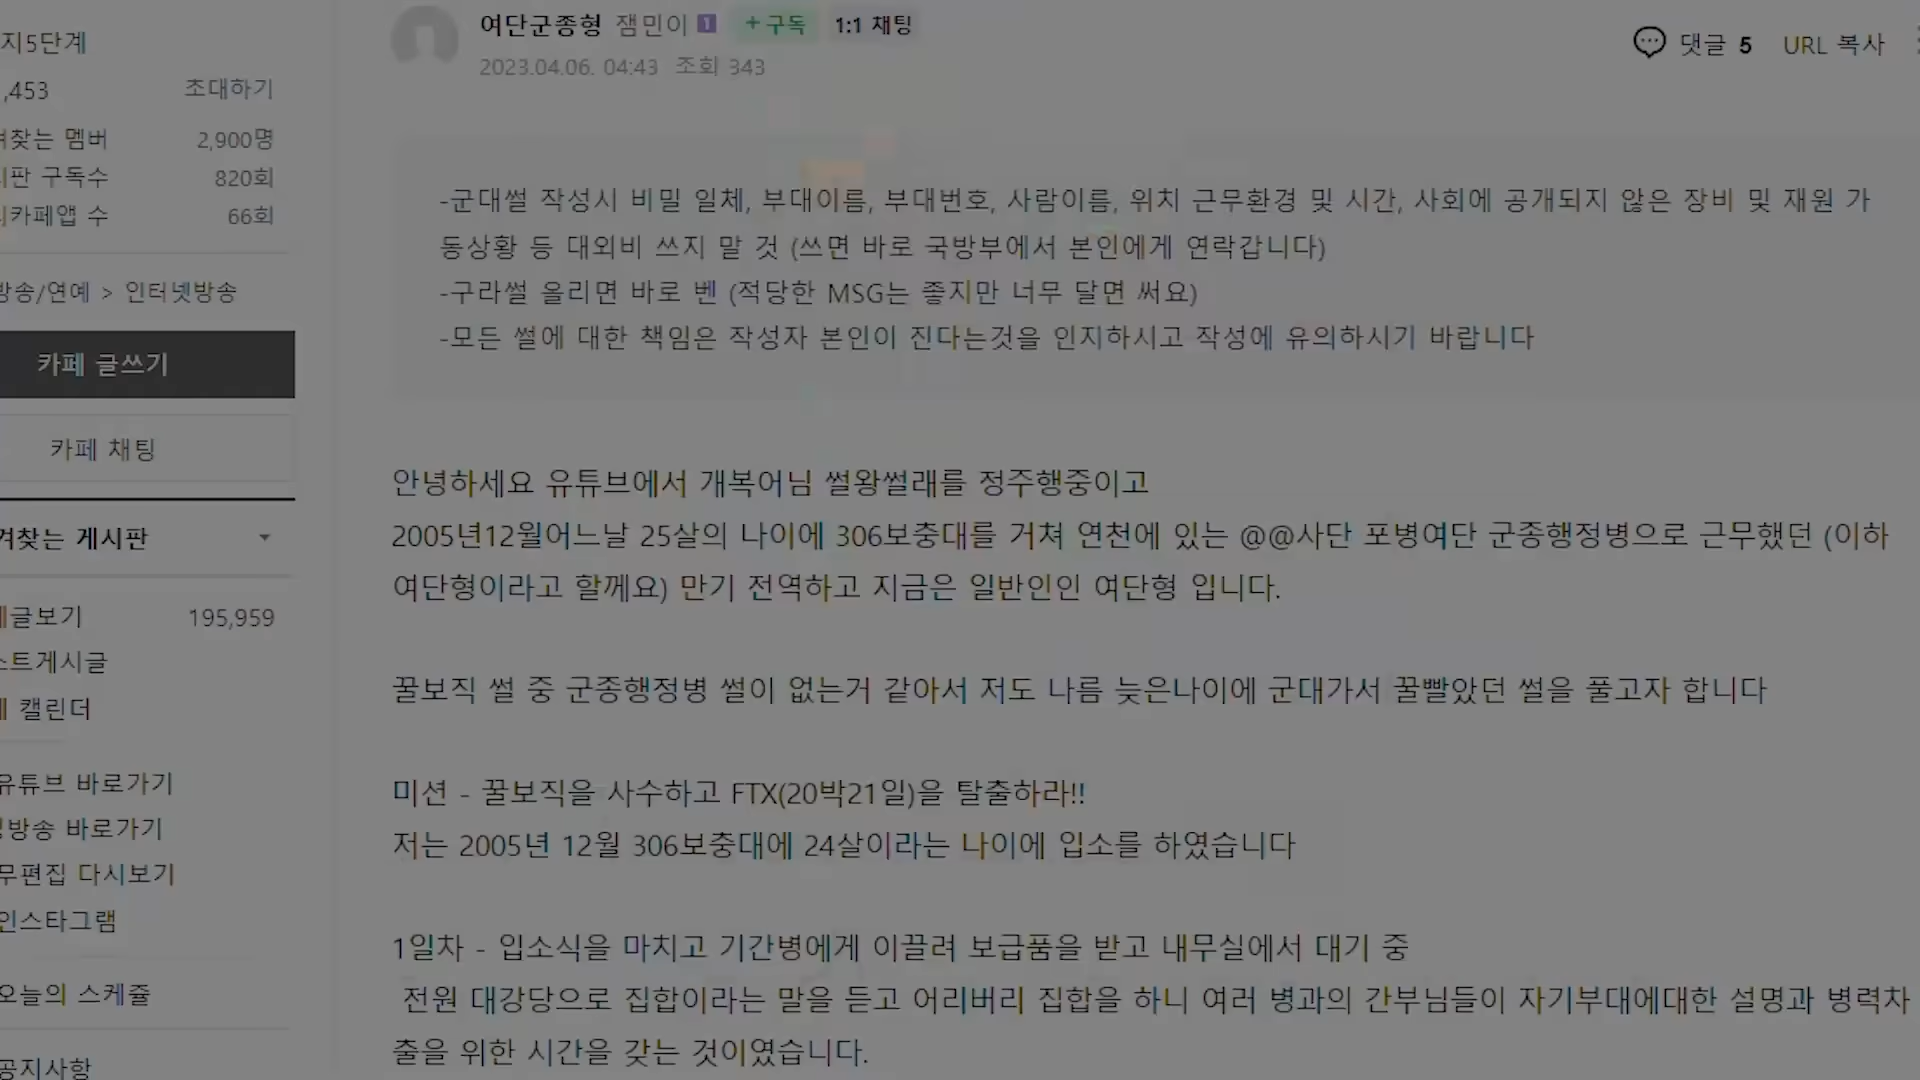 지5단계
,453 초대하기
찾는 멤버 2,900명
판 구독수 820회
카페앱 수 66회
방송/연예 > 인터넷방송
카페 글쓰기
카페 채팅
겨찾는 게시판
글보기 195,959
스트게시글
캘린더
유튜브 바로가기
방송 바로가기
무편집 다시보기
인스타그램
오늘의 스케쥴
공지사항
여단군종형 잼민이 1 + 구독 1:1 채팅
2023.04.06. 04:43 조회 343
댓글 5 URL 복사
-군대썰 작성시 비밀 일체, 부대이름, 부대번호, 사람이름, 위치 근무환경 및 시간, 사회에 공개되지 않은 장비 및 재원 가
동상황 등 대외비 쓰지 말 것 (쓰면 바로 국방부에서 본인에게 연락갑니다)
-구라썰 올리면 바로 벤 (적당한 MSG는 좋지만 너무 달면 써요)
-모든 썰에 대한 책임은 작성자 본인이 진다는것을 인지하시고 작성에 유의하시기 바랍니다
안녕하세요 유튜브에서 개복어님 썰왕썰래를 정주행중이고
2005년12월어느날 25살의 나이에 306보충대를 거쳐 연천에 있는 @@사단 포병여단 군종행정병으로 근무했던 (이하
여단형이라고 할께요) 만기 전역하고 지금은 일반인인 여단형 입니다.
꿀보직 썰 중 군종행정병 썰이 없는거 같아서 저도 나름 늦은나이에 군대가서 꿀빨았던 썰을 풀고자 합니다
미션 - 꿀보직을 사수하고 FTX(20박21일)을 탈출하라!!
저는 2005년 12월 306보충대에 24살이라는 나이에 입소를 하였습니다
1일차 - 입소식을 마치고 기간병에게 이끌려 보급품을 받고 내무실에서 대기 중
전원 대강당으로 집합이라는 말을 듣고 어리버리 집합을 하니 여러 병과의 간부님들이 자기부대에대한 설명과 병력차
출을 위한 시간을 갖는 것이였습니다.